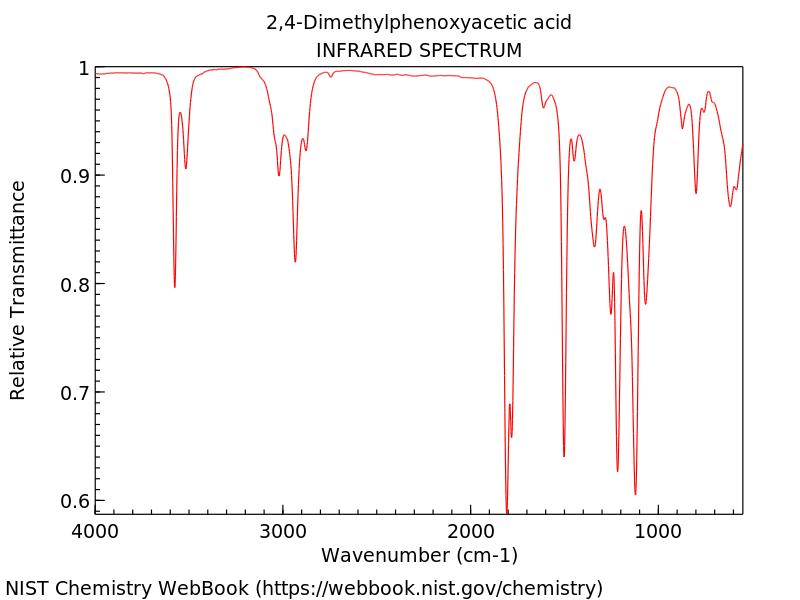 2,4-Dimethylphenoxyacetic acid
INFRARED SPECTRUM
1
0.9
0.8
0.7
0.6
Relative Transmittance
4000 3000 2000 1000
Wavenumber (cm-1)
NIST Chemistry WebBook (https://webbook.nist.gov/chemistry)